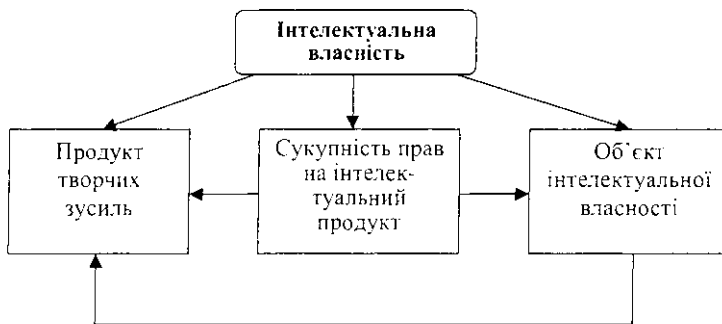 Інтелектуальна
власність
Продукт
творчих
зусиль
Сукупність прав
на інтелек-
туальний
продукт
Об’єкт
інтелектуальної
власності